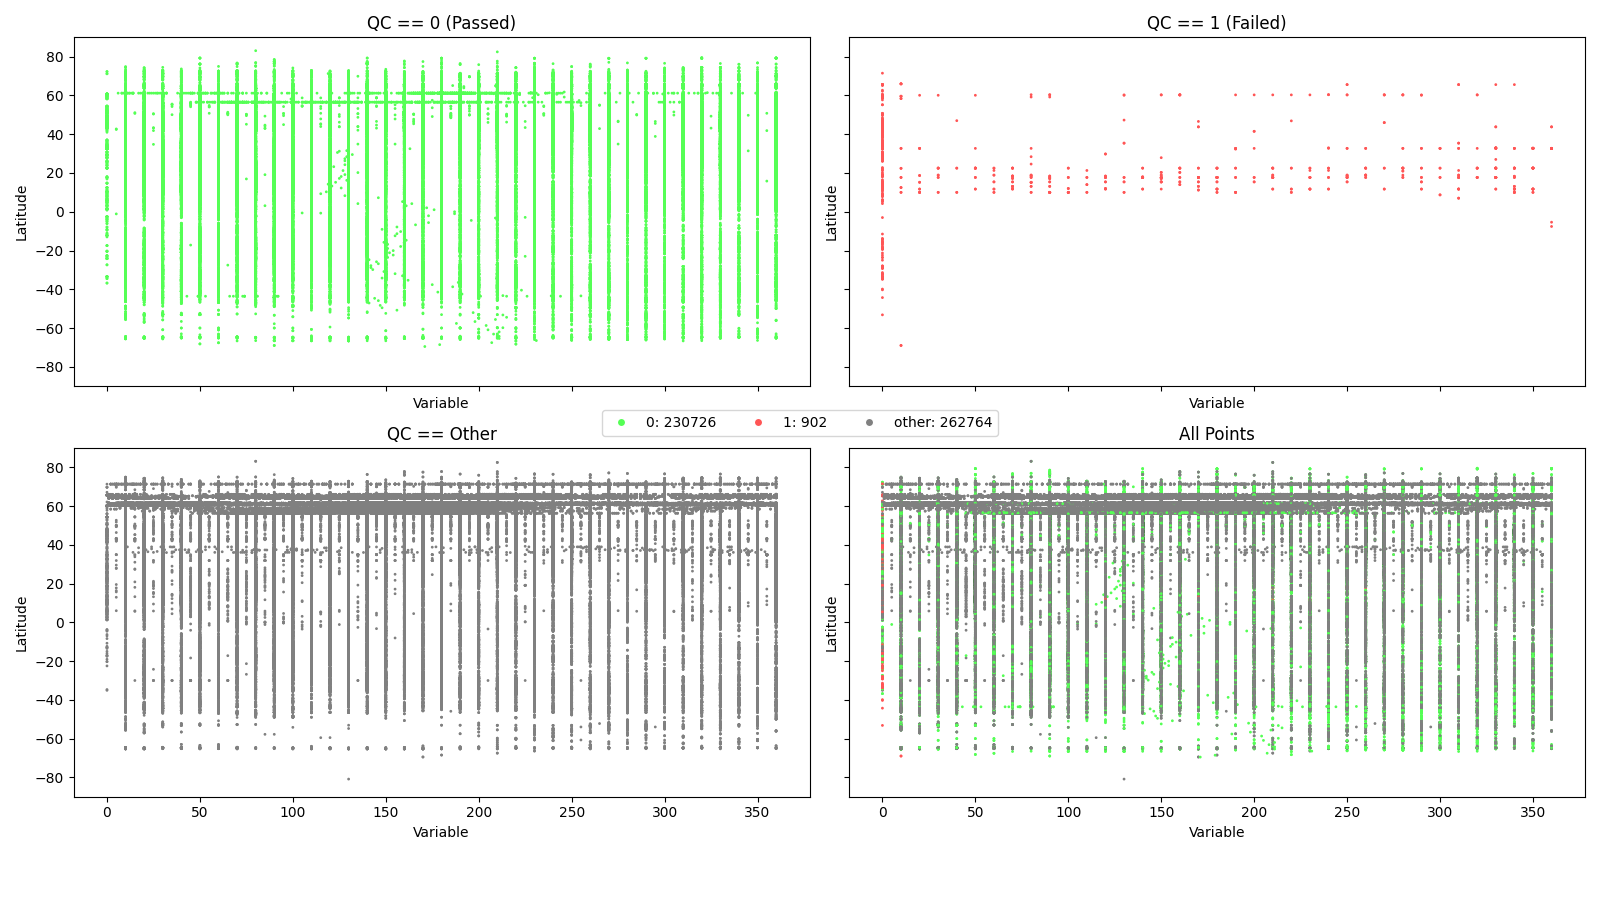 QC == 0 (Passed)
QC == 1 (Failed)
Latitude
80
60
40
20
0
−20
−40
−60
−80
Variable
Latitude
Variable
0: 230726
1: 902
other: 262764
QC == Other
All Points
Latitude
80
60
40
20
0
−20
−40
−60
−80
0 50 100 150 200 250 300 350
Variable
Latitude
0 50 100 150 200 250 300 350
Variable